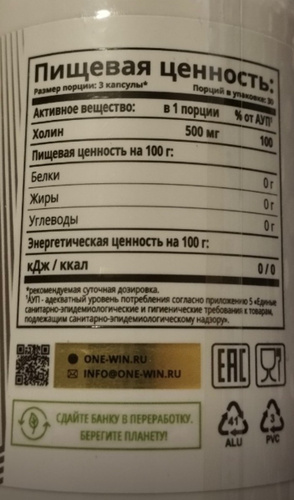 Пищевая ценность:
Размер порции: 3 капсулы* Порций в упаковке: 30
Активное вещество: в 1 порции % от АУП¹
Холин 500 мг 100
Пищевая ценность на 100 г:
Белки 0 г
Жиры 0 г
Углеводы 0 г
Энергетическая ценность на 100 г:
кДж / ккал 0 / 0
*рекомендуемая суточная дозировка.
¹АУП - адекватный уровень потребления согласно приложению 5 «Единые
санитарно-эпидемиологические и гигиенические требования к товарам,
подлежащим санитарно-эпидемиологическому надзору».
ONE-WIN.RU
INFO@ONE-WIN.RU
EAC
СДАЙТЕ БАНКУ В ПЕРЕРАБОТКУ.
БЕРЕГИТЕ ПЛАНЕТУ!
41
ALU
3
PVC